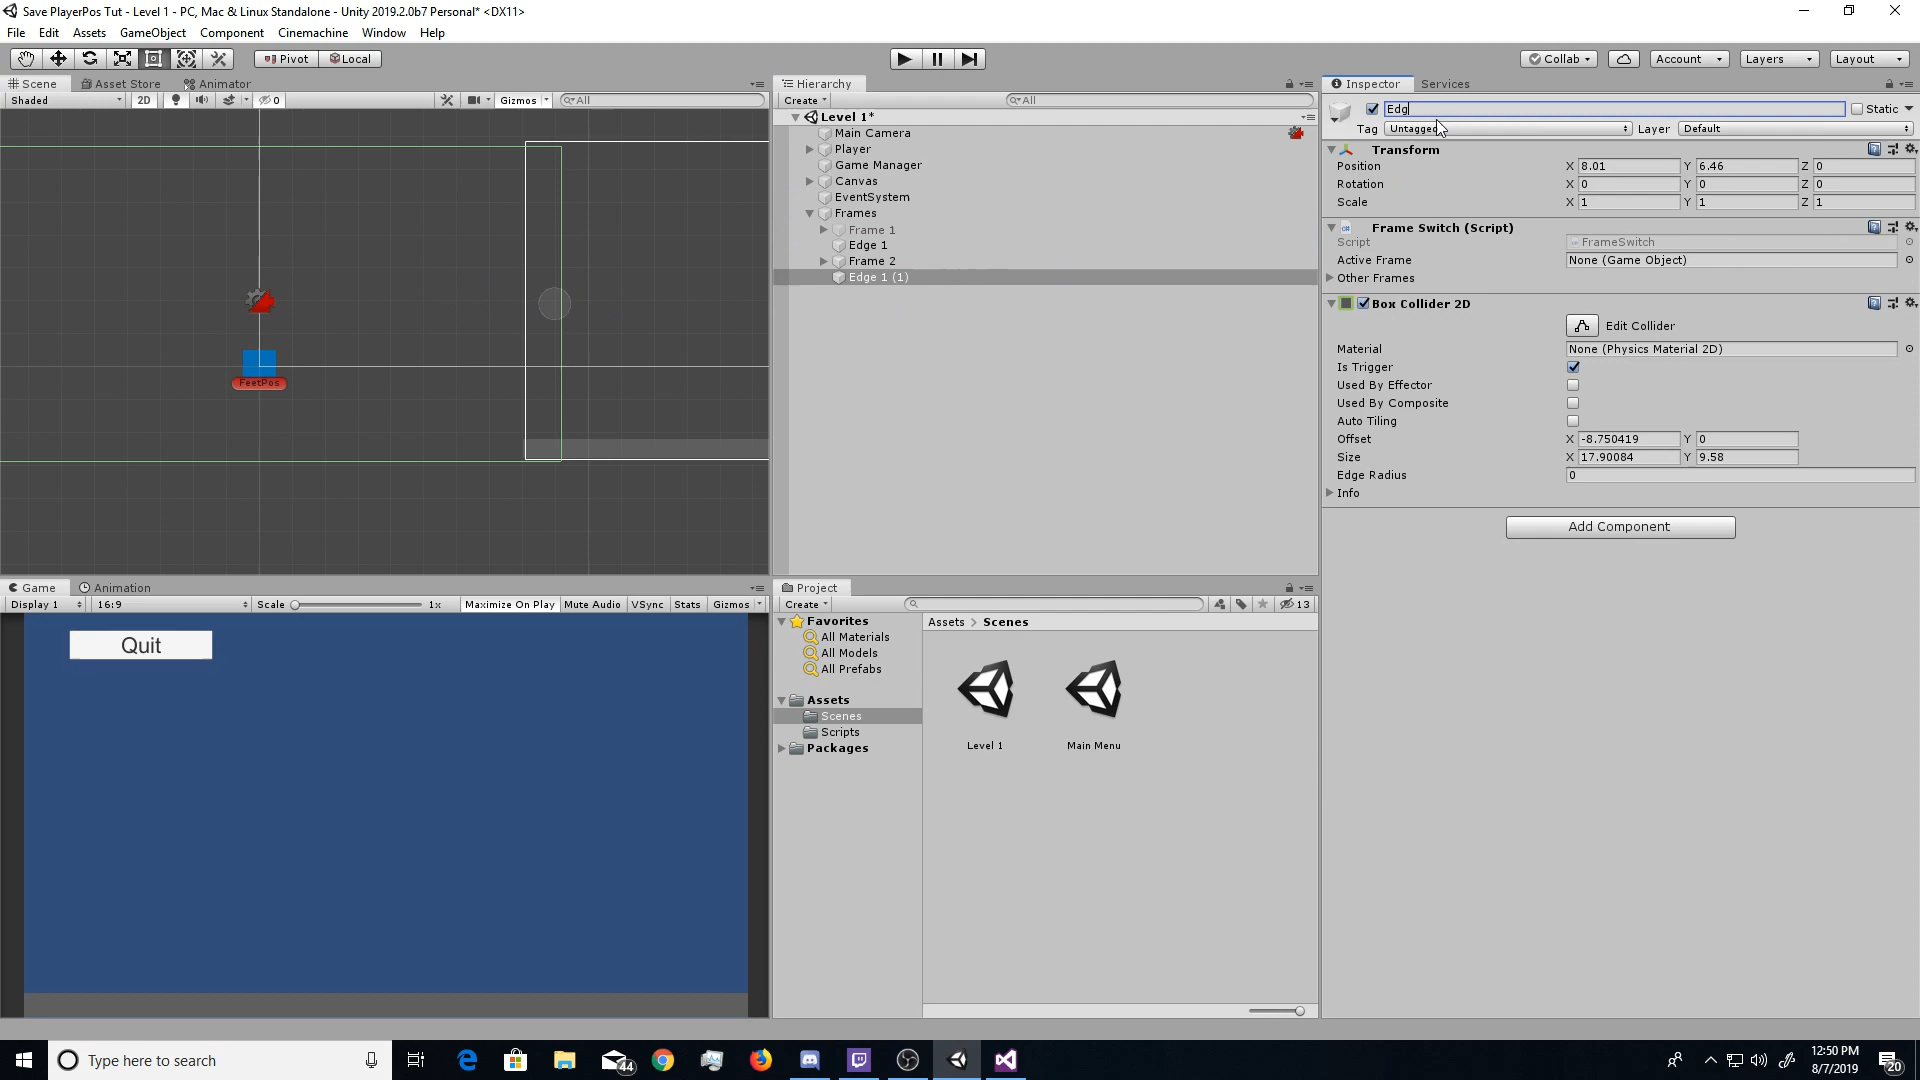 Save PlayerPos Tut - Level 1 - PC, Mac & Linux Standalone - Unity 2019.2.0b7 Personal* <DX11>
File Edit Assets GameObject Component Cinemachine Window Help
Pivot Local Collab Account Layers Layout
Scene Asset Store Animator
Shaded 2D 0 Gizmos All
FeetPos
Hierarchy
Create All
Level 1*
Main Camera
Player
Game Manager
Canvas
EventSystem
Frames
Frame 1
Edge 1
Frame 2
Edge 1 (1)
Inspector Services
Edg Static
Tag Untagged Layer Default
Transform
Position X 8.01 Y 6.46 Z 0
Rotation X 0 Y 0 Z 0
Scale X 1 Y 1 Z 1
Frame Switch (Script)
Script FrameSwitch
Active Frame None (Game Object)
Other Frames
Box Collider 2D
Edit Collider
Material None (Physics Material 2D)
Is Trigger
Used By Effector
Used By Composite
Auto Tiling
Offset X -8.750419 Y 0
Size X 17.90084 Y 9.58
Edge Radius 0
Info
Add Component
Game Animation
Display 1 16:9 Scale 1x Maximize On Play Mute Audio VSync Stats Gizmos
Quit
Project
Create 13
Favorites
All Materials
All Models
All Prefabs
Assets
Scenes
Scripts
Packages
Assets > Scenes
Level 1 Main Menu
Type here to search
44
12:50 PM
8/7/2019
20